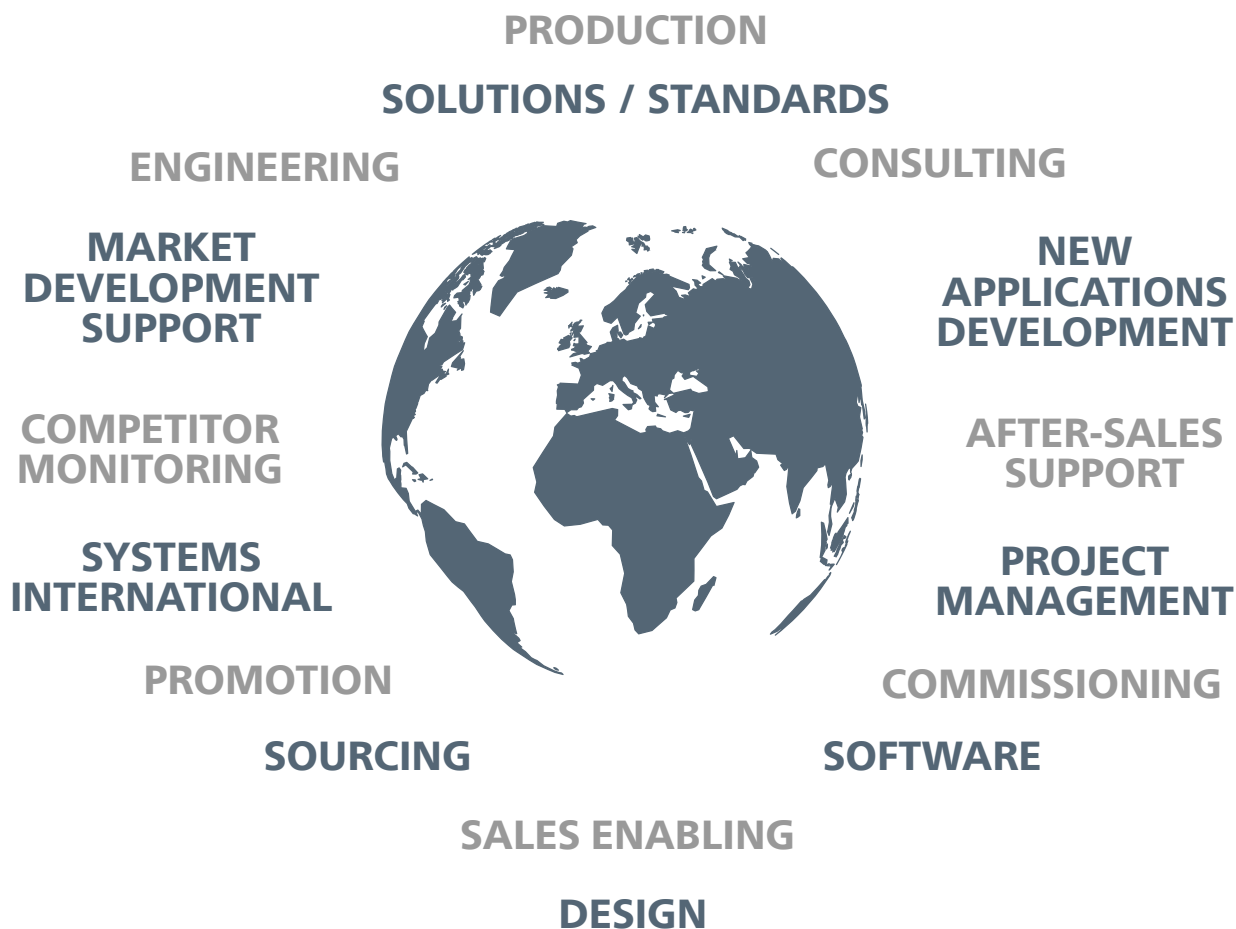 PRODUCTION
SOLUTIONS / STANDARDS
ENGINEERING
CONSULTING
MARKET
DEVELOPMENT
SUPPORT
NEW
APPLICATIONS
DEVELOPMENT
COMPETITOR
MONITORING
AFTER-SALES
SUPPORT
SYSTEMS
INTERNATIONAL
PROJECT
MANAGEMENT
PROMOTION
COMMISSIONING
SOURCING
SOFTWARE
SALES ENABLING
DESIGN